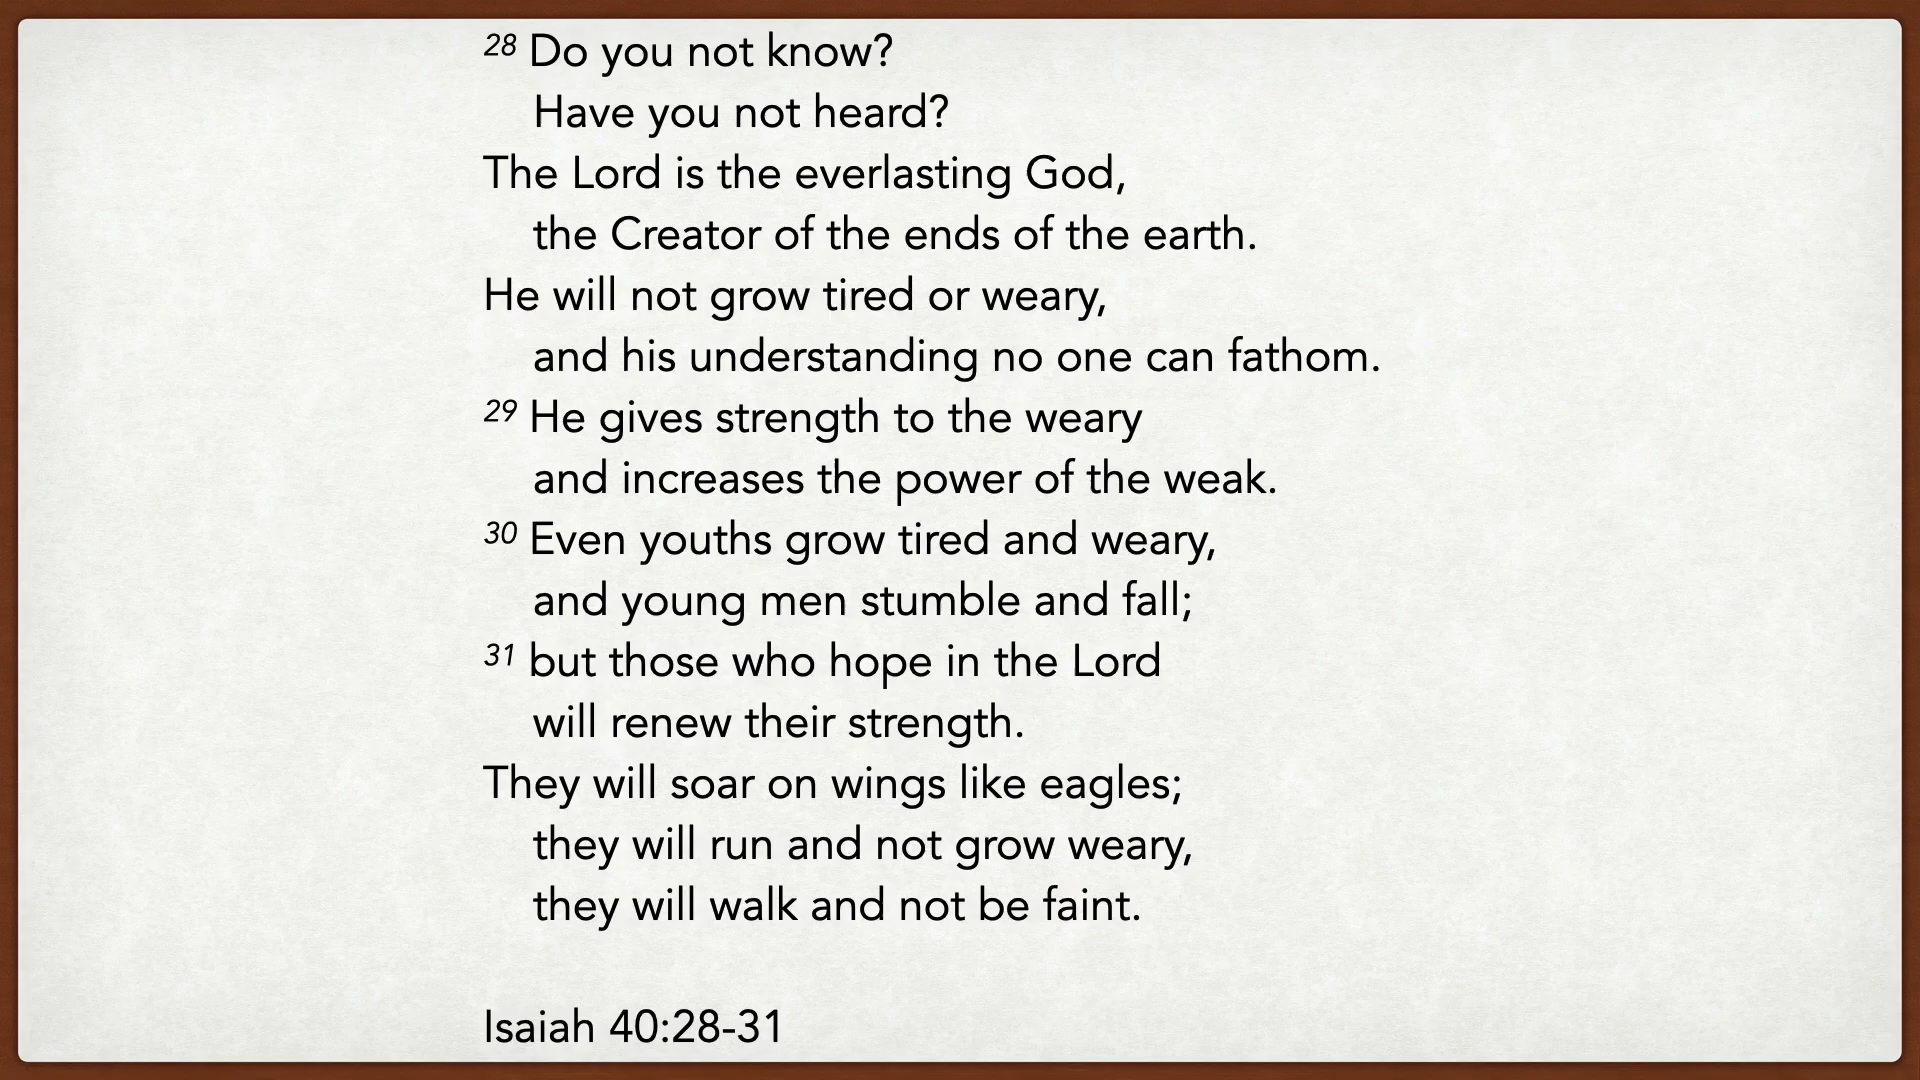 28 Do you not know?
Have you not heard?
The Lord is the everlasting God,
the Creator of the ends of the earth.
He will not grow tired or weary,
and his understanding no one can fathom.
29 He gives strength to the weary
and increases the power of the weak.
30 Even youths grow tired and weary,
and young men stumble and fall;
31 but those who hope in the Lord
will renew their strength.
They will soar on wings like eagles;
they will run and not grow weary,
they will walk and not be faint.
Isaiah 40:28-31